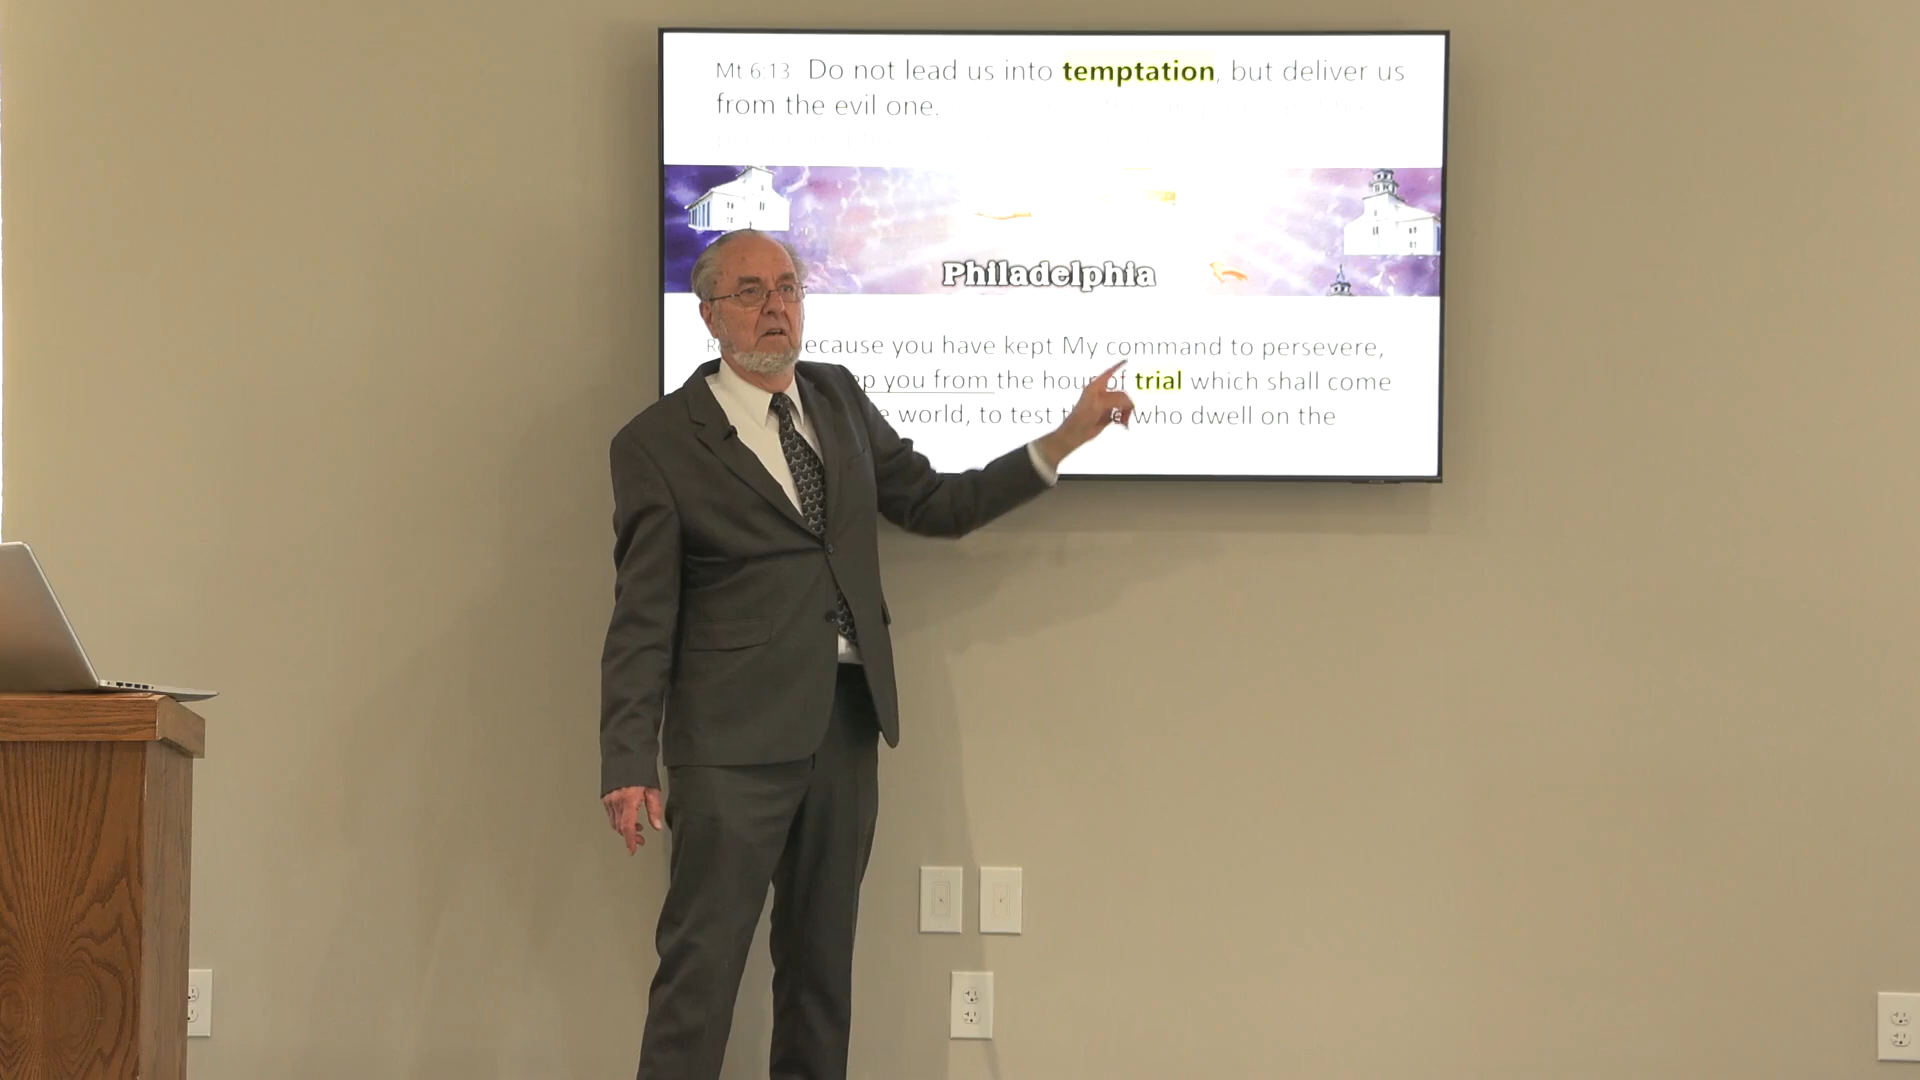 Mt 6:13 Do not lead us into temptation, but deliver us
from the evil one.
Philadelphia
ecause you have kept My command to persevere,
ep you from the hour of trial which shall come
e world, to test who dwell on the